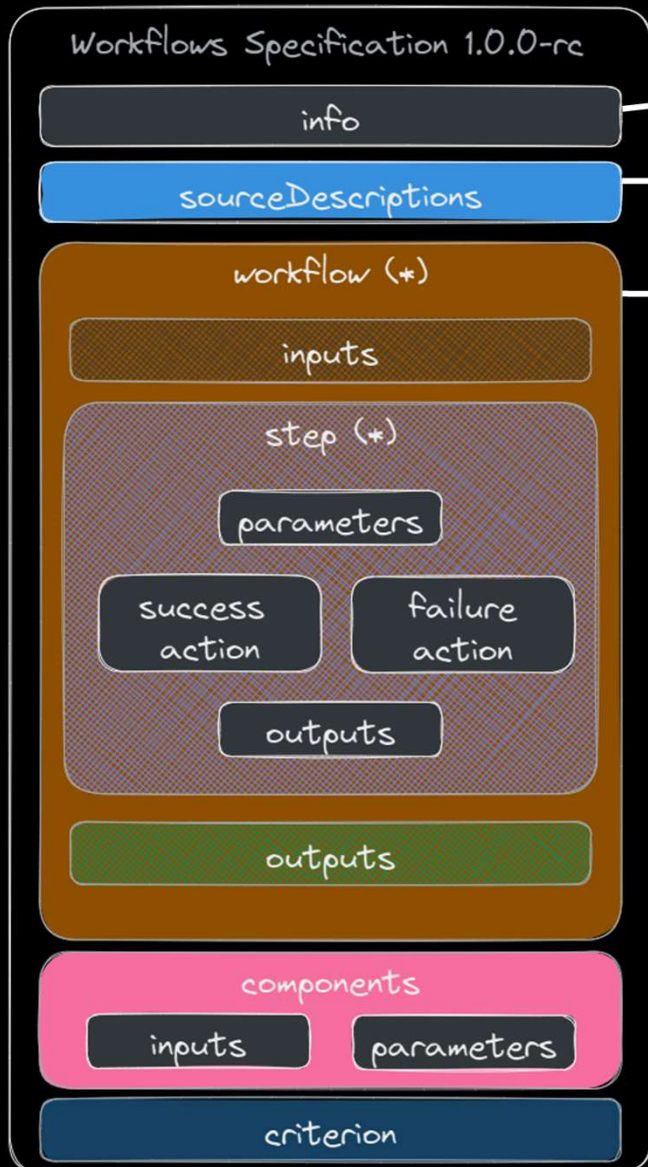 Workflows Specification 1.0.0-rc
info
sourceDescriptions
workflow (*)
inputs
step (*)
parameters
success
action
failure
action
outputs
outputs
components
inputs
parameters
criterion